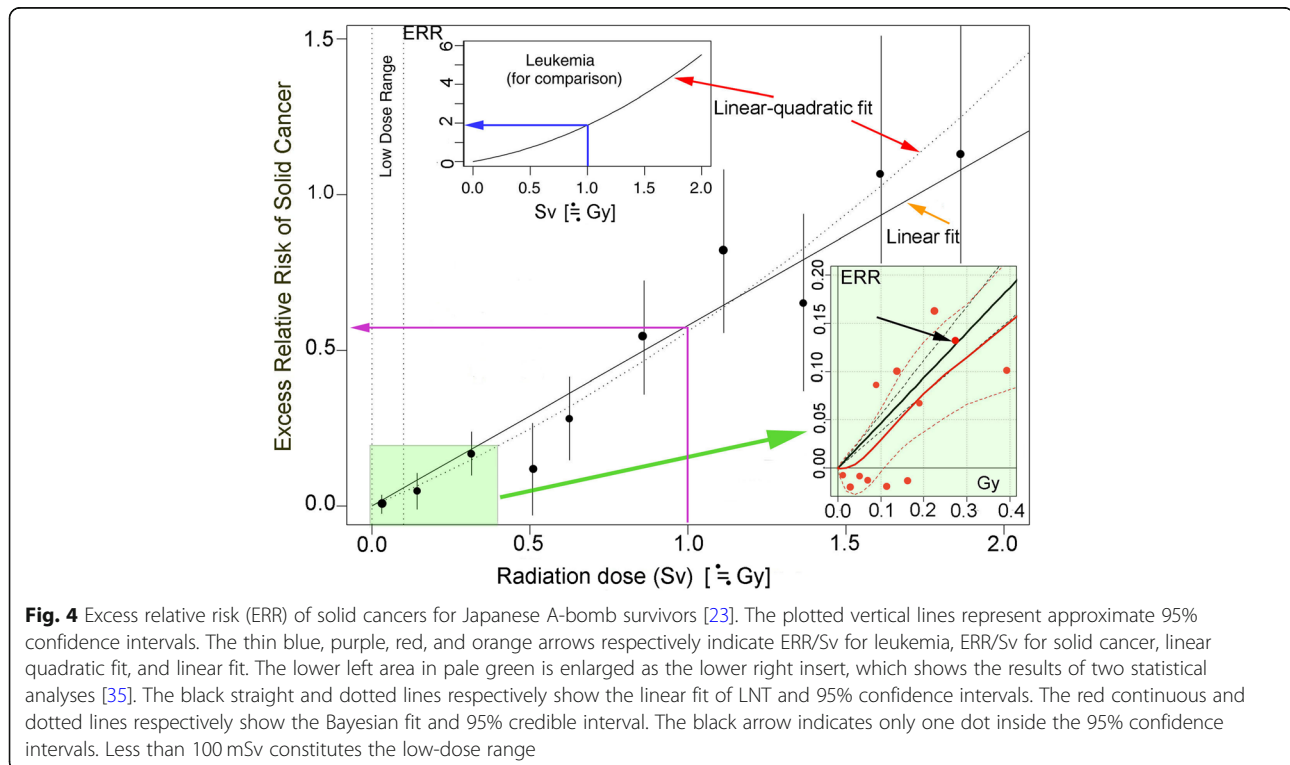 ERR
1.5
1.0
0.5
0.0
Excess Relative Risk of Solid Cancer
Low Dose Range
6
4
2
0
Leukemia
(for comparison)
0.0 0.5 1.0 1.5 2.0
Sv [≒ Gy]
Linear-quadratic fit
Linear fit
ERR
0.20
0.15
0.10
0.05
0.00
Gy
0.0 0.1 0.2 0.3 0.4
0.0 0.5 1.0 1.5 2.0
Radiation dose (Sv) [≒ Gy]
Fig. 4 Excess relative risk (ERR) of solid cancers for Japanese A-bomb survivors [23]. The plotted vertical lines represent approximate 95%
confidence intervals. The thin blue, purple, red, and orange arrows respectively indicate ERR/Sv for leukemia, ERR/Sv for solid cancer, linear
quadratic fit, and linear fit. The lower left area in pale green is enlarged as the lower right insert, which shows the results of two statistical
analyses [35]. The black straight and dotted lines respectively show the linear fit of LNT and 95% confidence intervals. The red continuous and
dotted lines respectively show the Bayesian fit and 95% credible interval. The black arrow indicates only one dot inside the 95% confidence
intervals. Less than 100 mSv constitutes the low-dose range